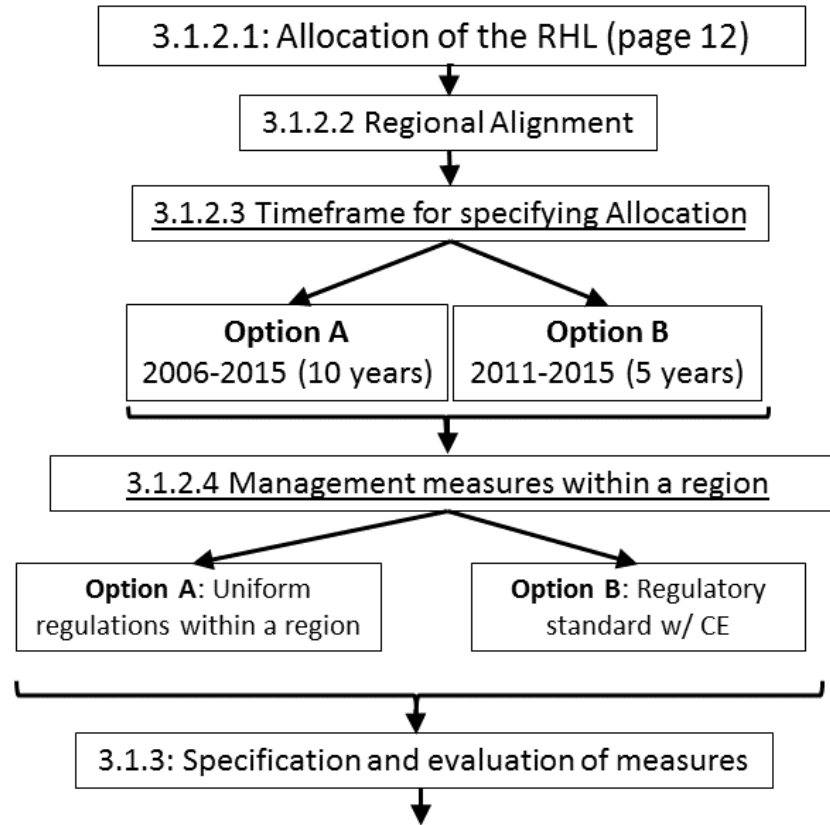 3.1.2.1: Allocation of the RHL (page 12)
3.1.2.2 Regional Alignment
3.1.2.3 Timeframe for specifying Allocation
Option A
2006-2015 (10 years)
Option B
2011-2015 (5 years)
3.1.2.4 Management measures within a region
Option A: Uniform
regulations within a region
Option B: Regulatory
standard w/ CE
3.1.3: Specification and evaluation of measures